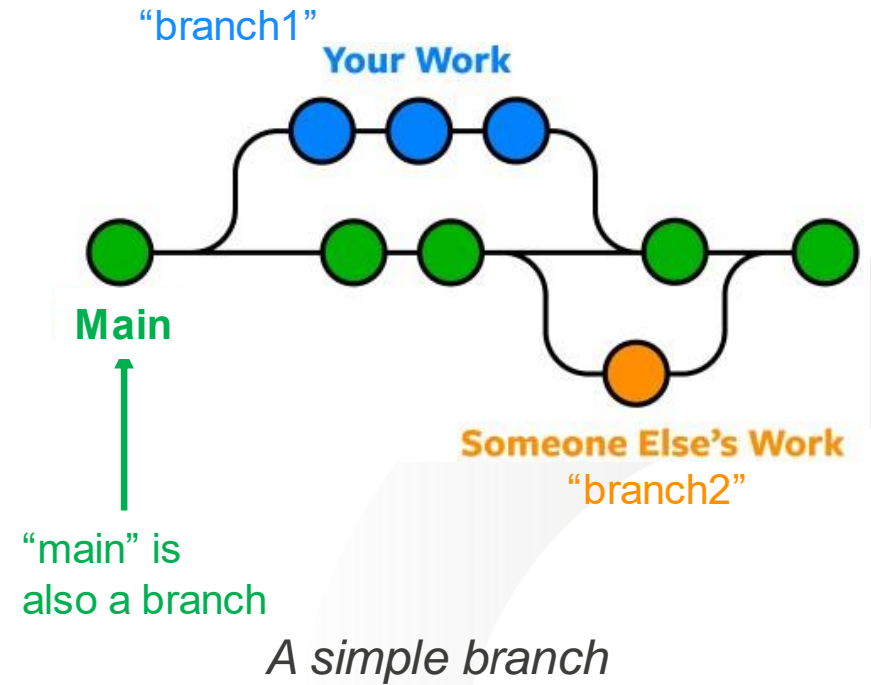 “branch1”
Your Work
Main
Someone Else’s Work
“branch2”
“main” is
also a branch
A simple branch